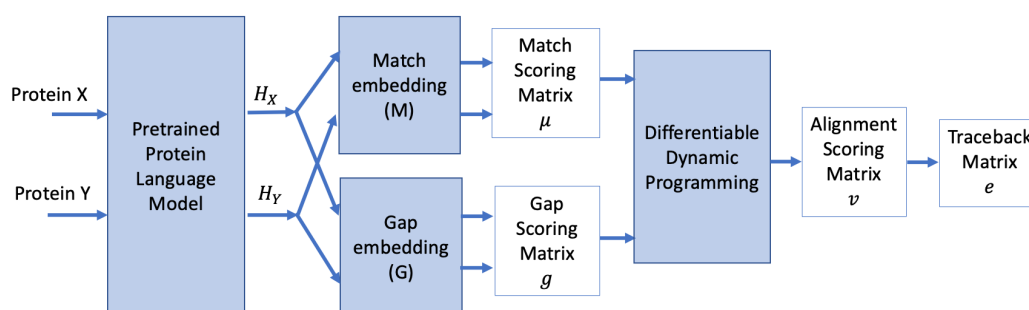 Protein X
Protein Y
Pretrained
Protein
Language
Model
H_X
H_Y
Match
embedding
(M)
Gap
embedding
(G)
Match
Scoring
Matrix
μ
Gap
Scoring
Matrix
g
Differentiable
Dynamic
Programming
Alignment
Scoring
Matrix
v
Traceback
Matrix
e